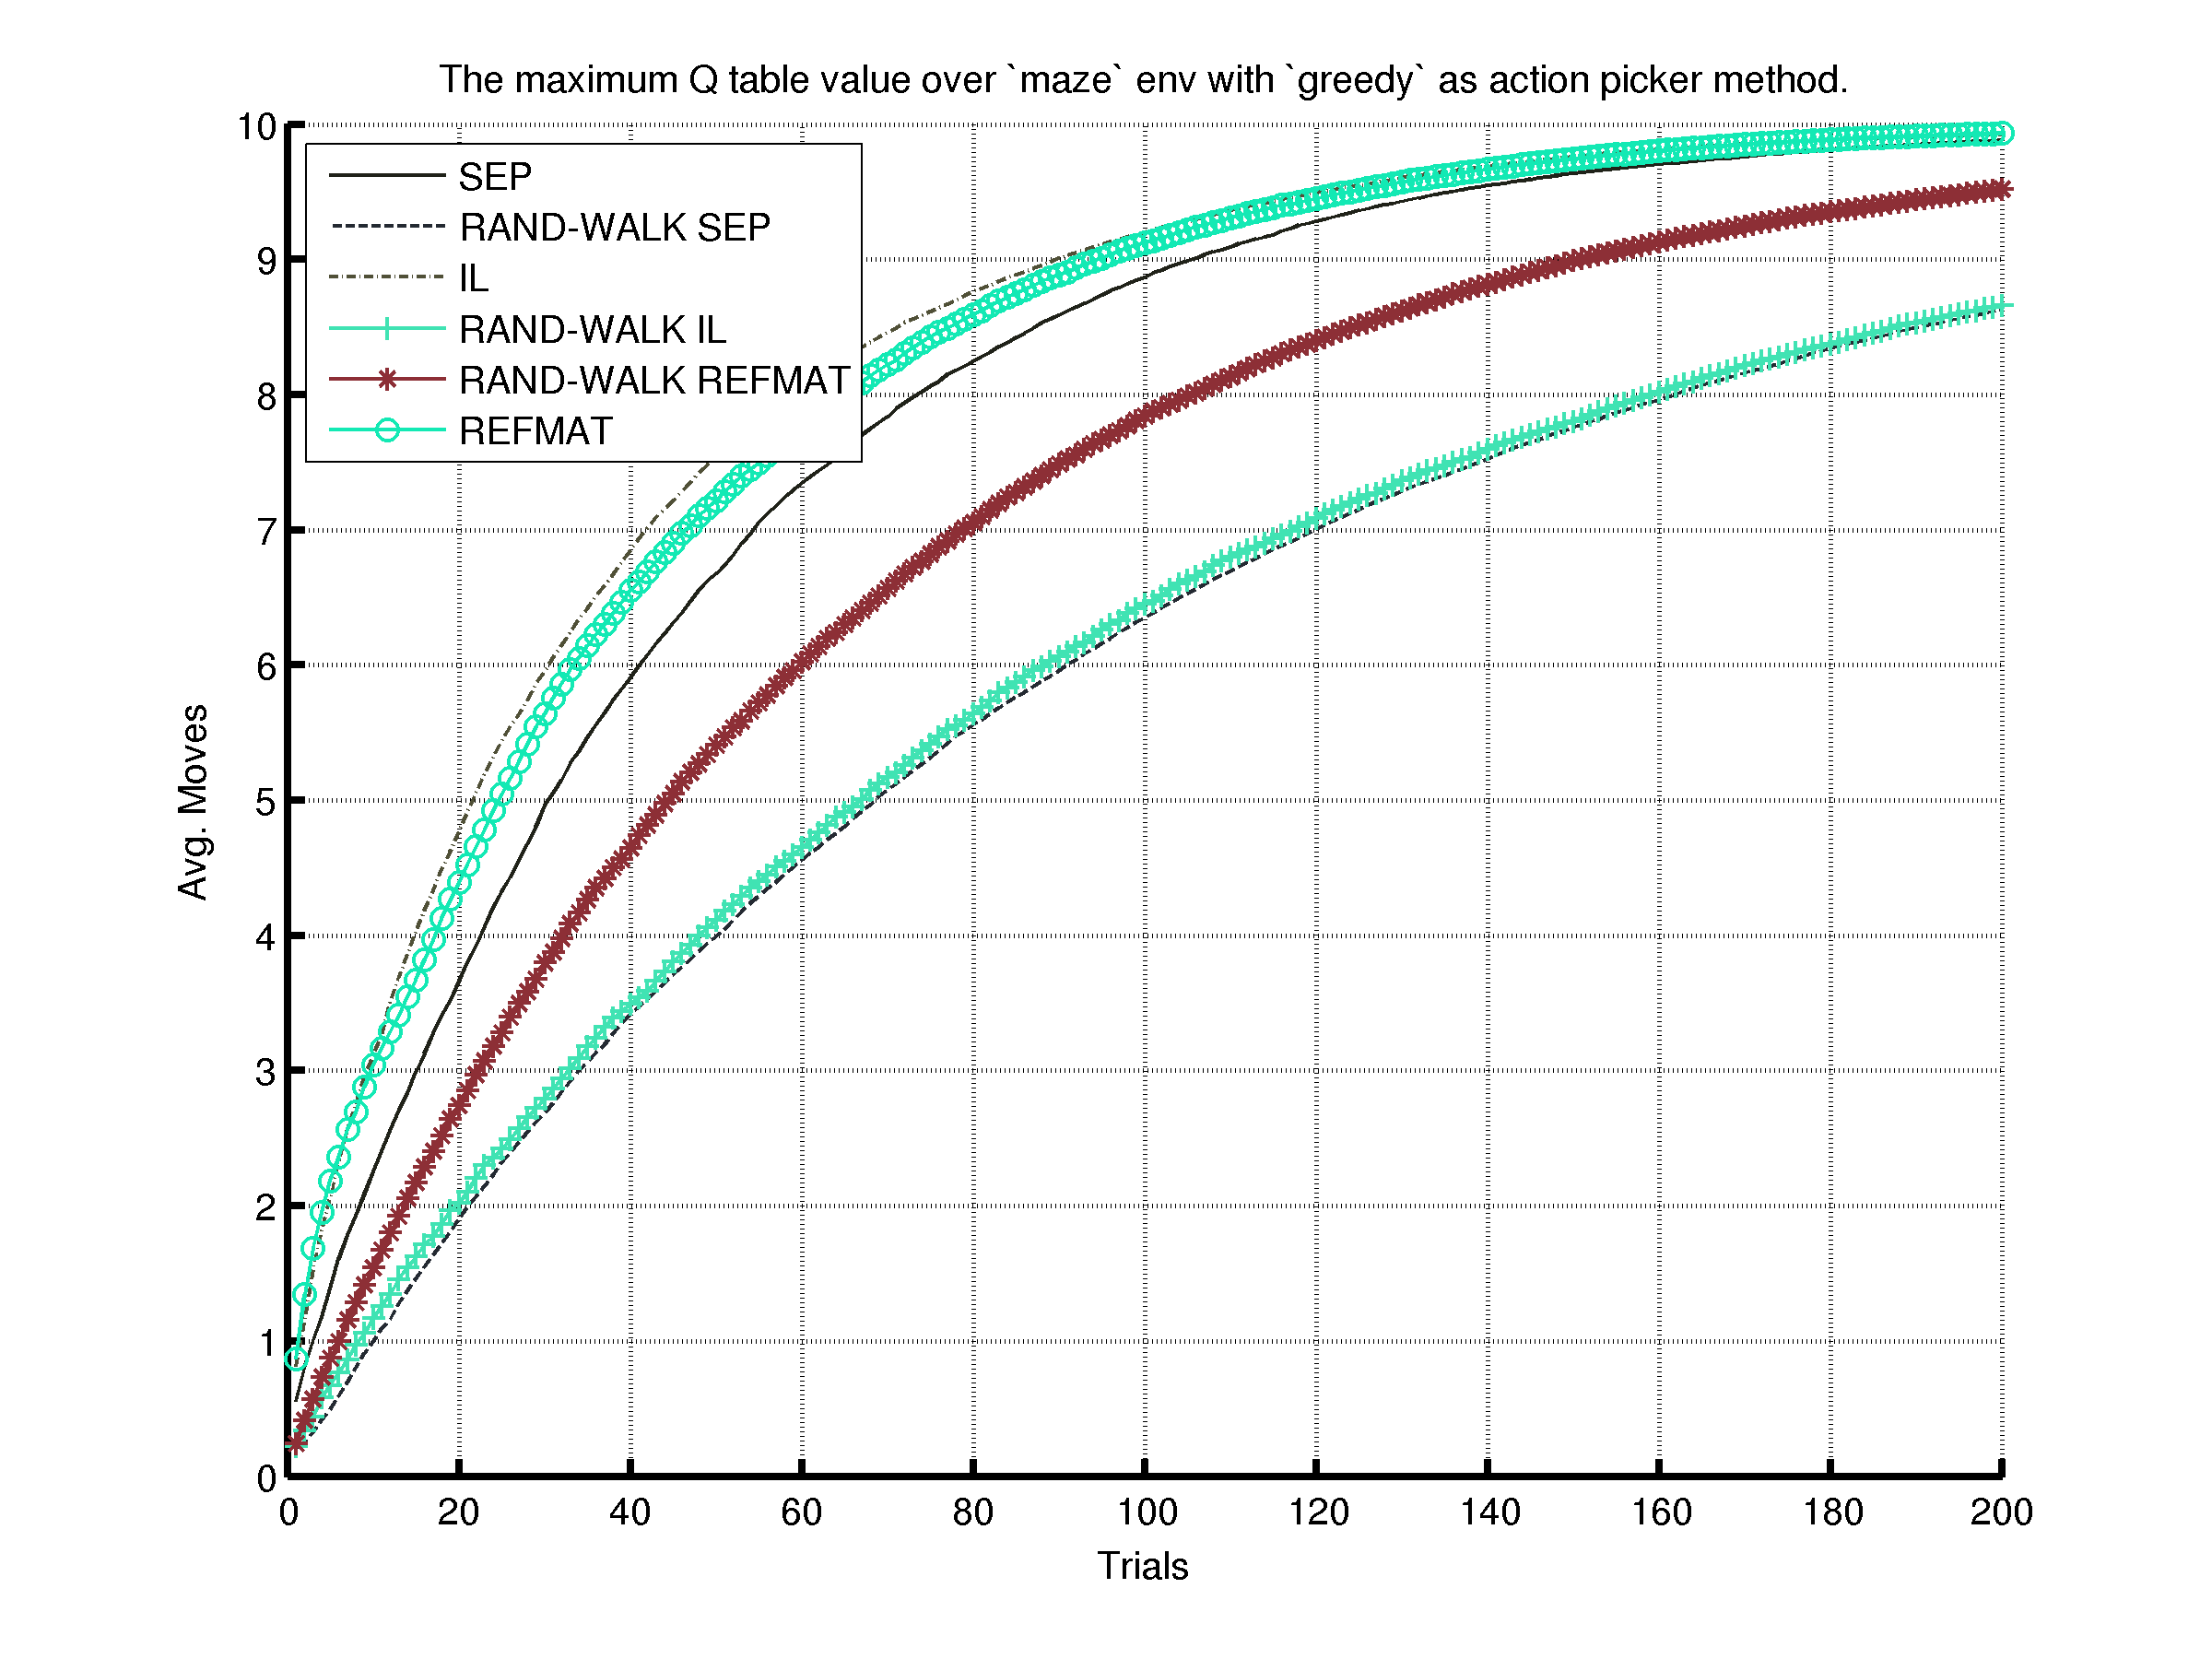 The maximum Q table value over `maze` env with `greedy` as action picker method.
10
9
8
7
6
5
4
3
2
1
0
Avg. Moves
SEP
RAND-WALK SEP
IL
RAND-WALK IL
RAND-WALK REFMAT
REFMAT
0 20 40 60 80 100 120 140 160 180 200
Trials